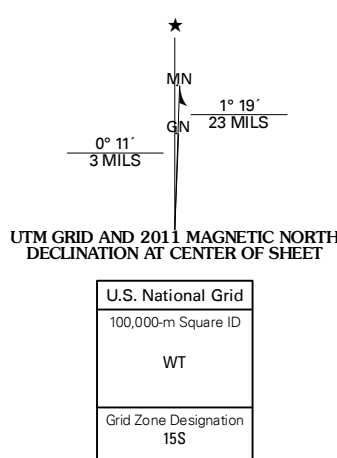 ★
MN
1° 19´
23 MILS
GN
0° 11´
3 MILS
UTM GRID AND 2011 MAGNETIC NORTH
DECLINATION AT CENTER OF SHEET
U.S. National Grid
100,000-m Square ID
WT
Grid Zone Designation
15S